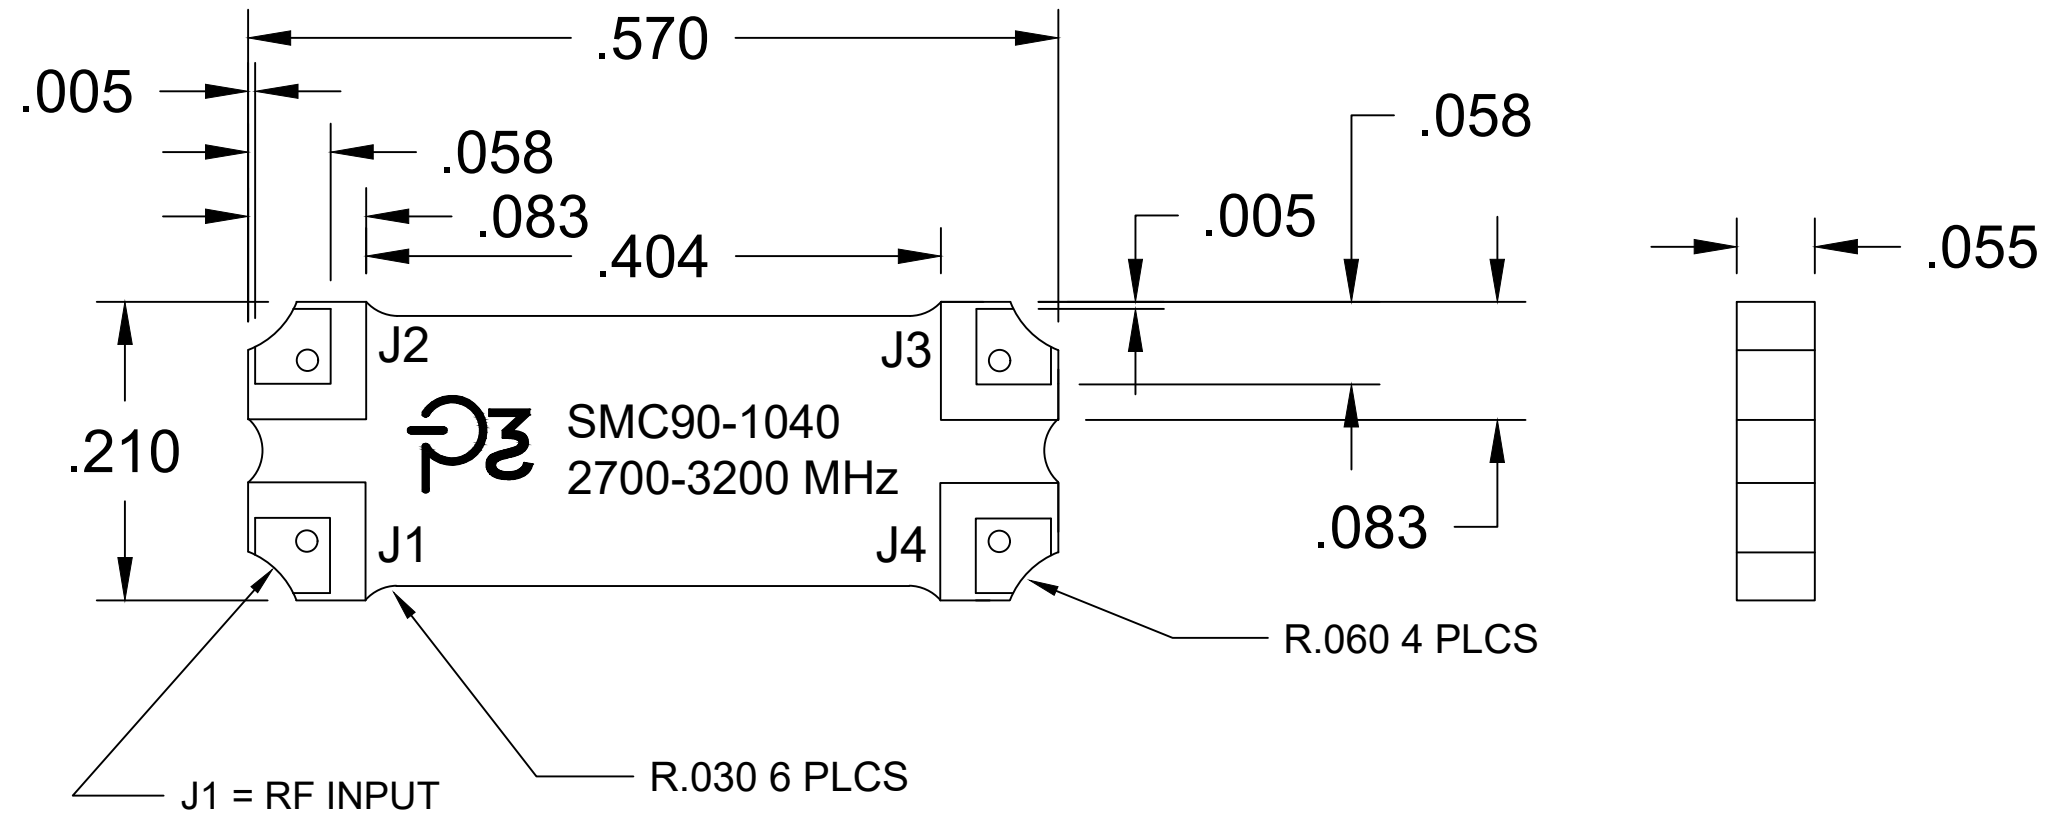 .570
.005
.058
.058
.083
.005
.404
.055
J2
J3
SMC90-1040
.210
2700-3200 MHz
.083
J1
J4
R.060 4 PLCS
R.030 6 PLCS
J1 = RF INPUT